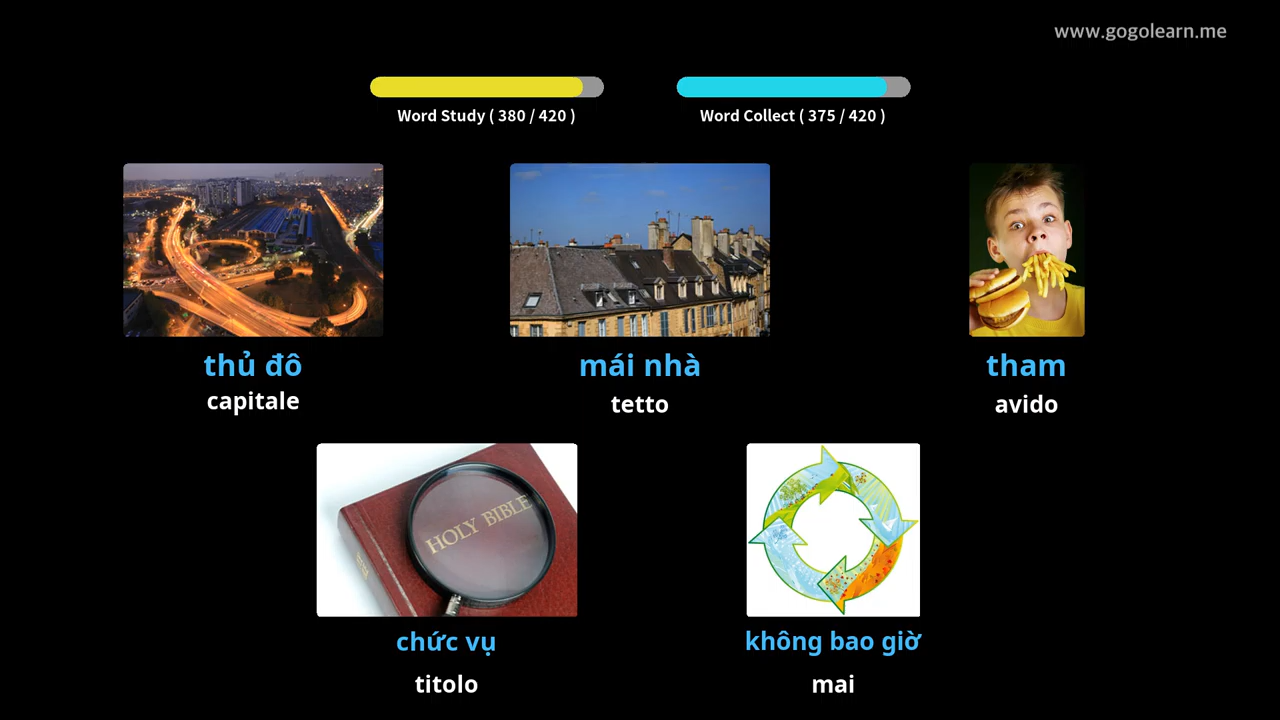 www.gogolearn.me
Word Study ( 380 / 420 )
Word Collect ( 375 / 420 )
thủ đô
capitale
mái nhà
tetto
tham
avido
HOLY BIBLE
chức vụ
titolo
không bao giờ
mai